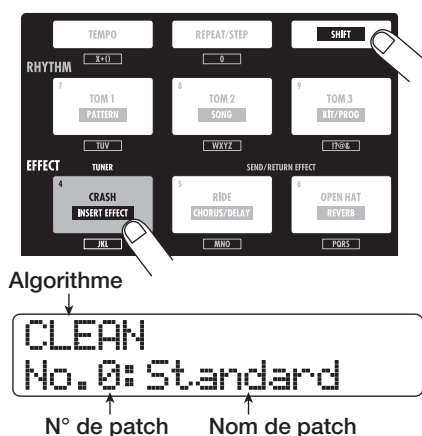 TEMPO REPEAT/STEP SHIFT
X+() 0
RHYTHM
7 8 9
TOM 1 TOM 2 TOM 3
PATTERN SONG KIT/PROG
TUV WXYZ !?@&
EFFECT TUNER SEND/RETURN EFFECT
4 5 6
CRASH RIDE OPEN HAT
INSERT EFFECT CHORUS/DELAY REVERB
JKL MNO PQRS
Algorithme
CLEAN
No.0:Standard
N° de patch Nom de patch